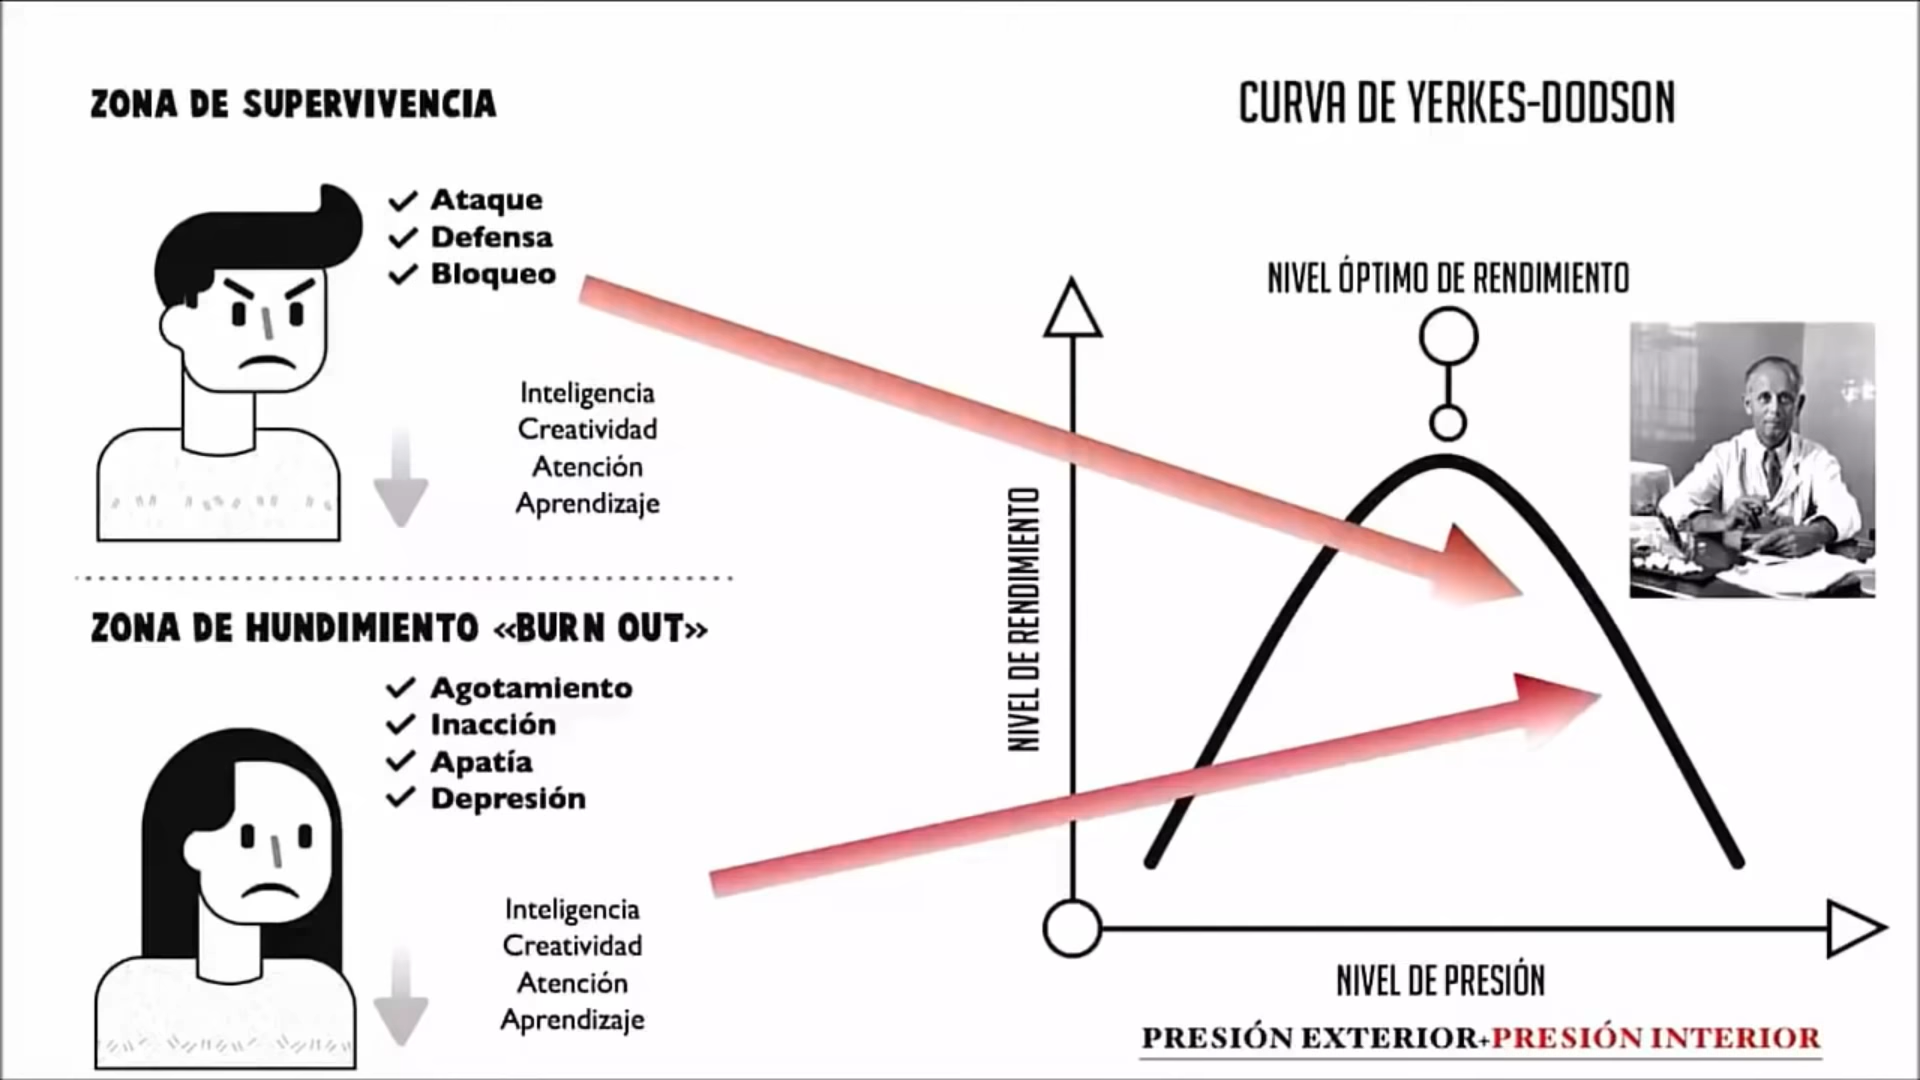 ZONA DE SUPERVIVENCIA
Ataque
Defensa
Bloqueo
Inteligencia
Creatividad
Atención
Aprendizaje
ZONA DE HUNDIMIENTO «BURN OUT»
Agotamiento
Inacción
Apatía
Depresión
Inteligencia
Creatividad
Atención
Aprendizaje
CURVA DE YERKES-DODSON
NIVEL ÓPTIMO DE RENDIMIENTO
NIVEL DE RENDIMIENTO
NIVEL DE PRESIÓN
PRESIÓN EXTERIOR+PRESIÓN INTERIOR